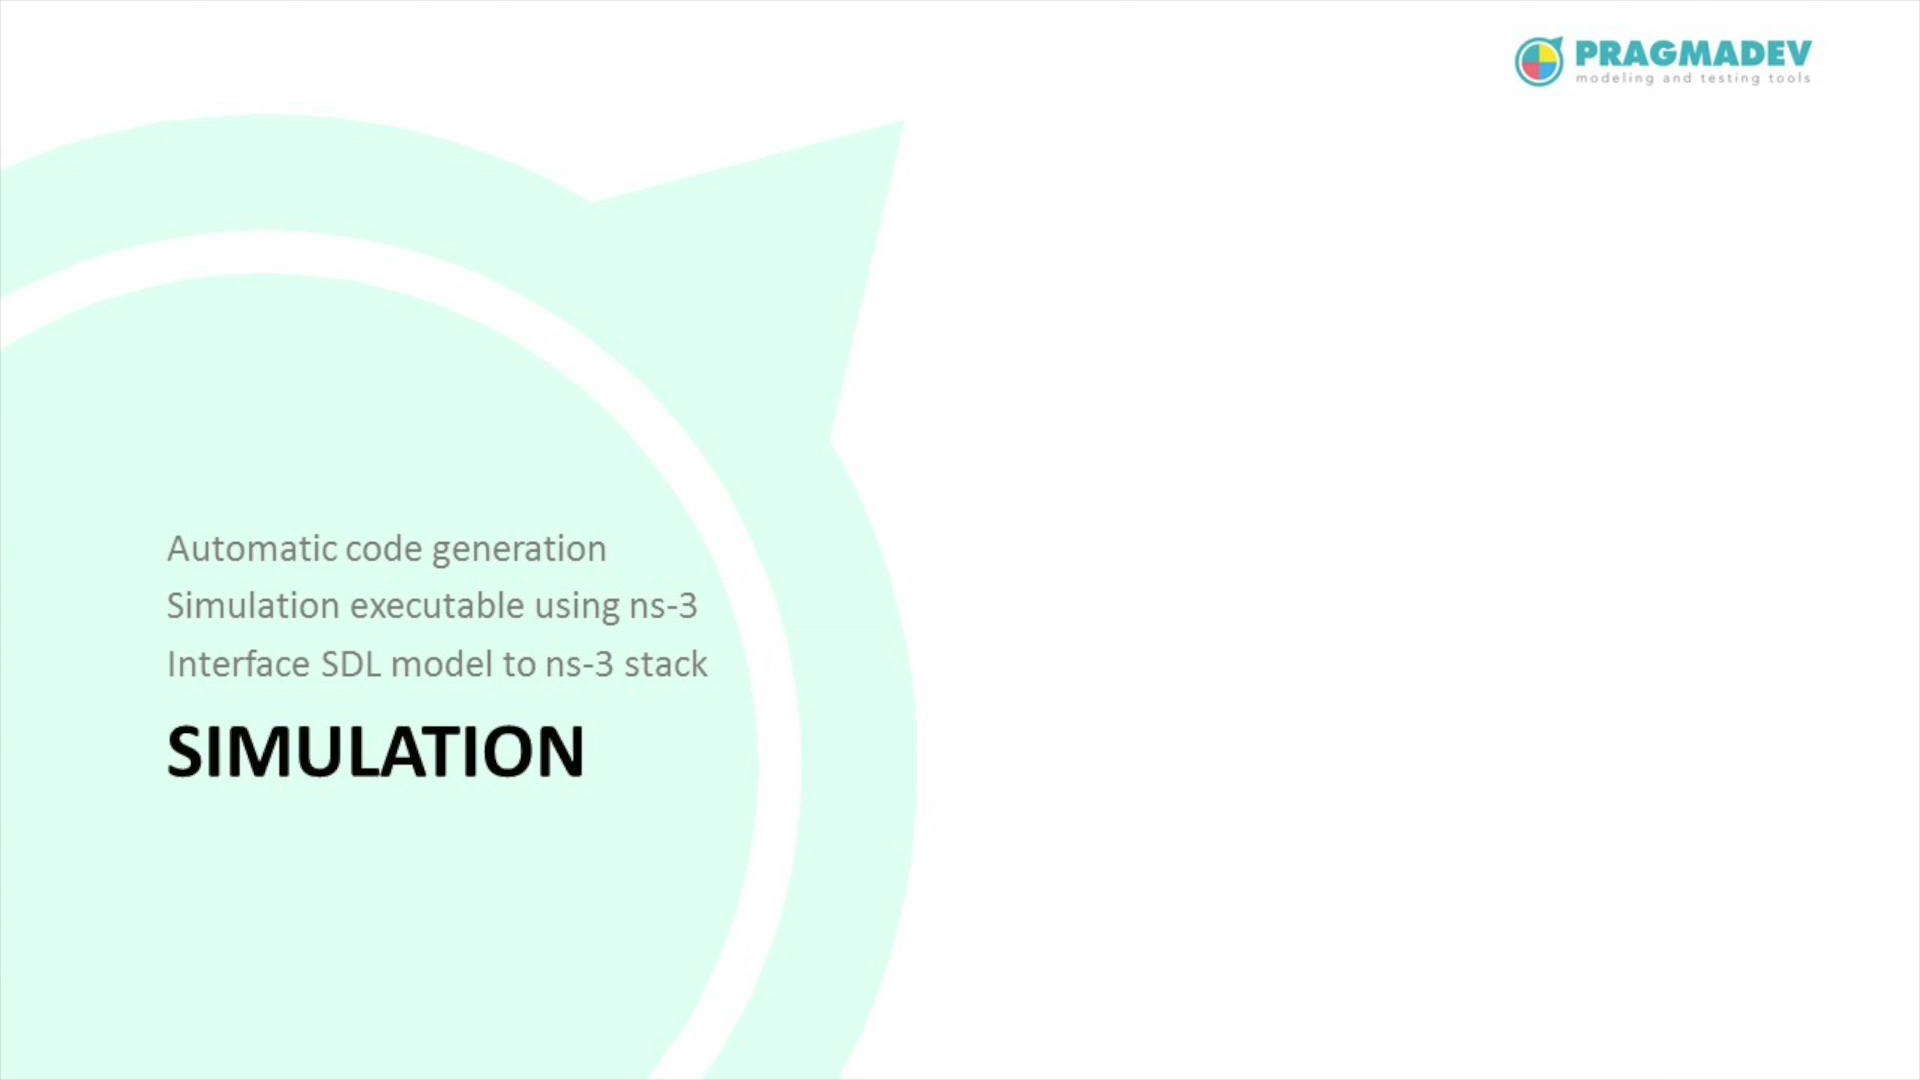 PRAGMADEV
modeling and testing tools
Automatic code generation
Simulation executable using ns-3
Interface SDL model to ns-3 stack
SIMULATION